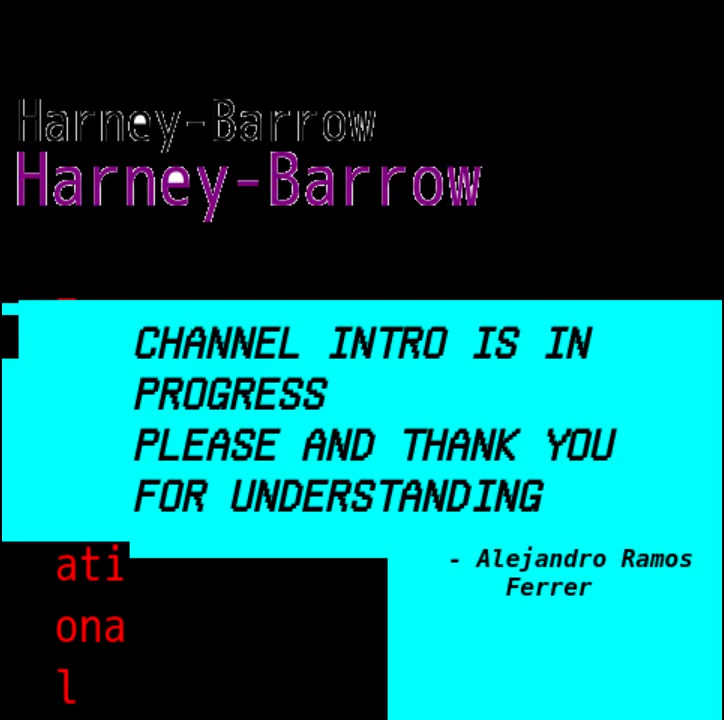 Harney-Barrow
Harney-Barrow
CHANNEL INTRO IS IN
PROGRESS
PLEASE AND THANK YOU
FOR UNDERSTANDING
- Alejandro Ramos
Ferrer
ati
ona
l